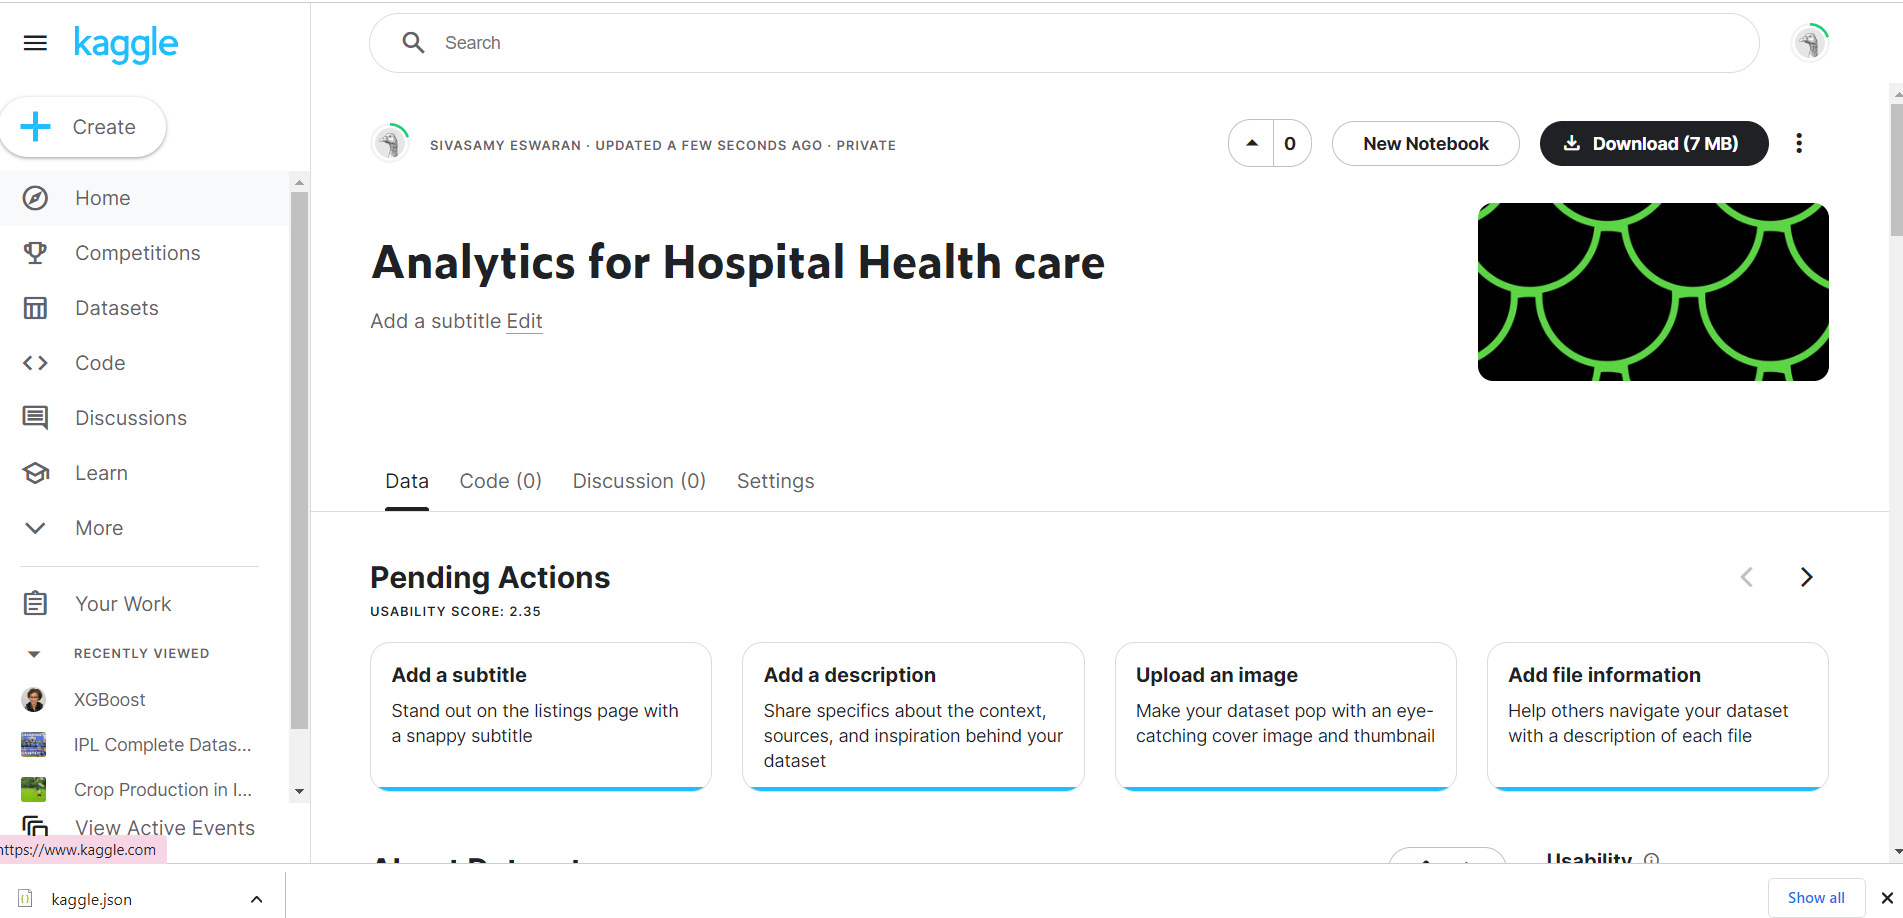 kaggle
Search
Create
SIVASAMY ESWARAN · UPDATED A FEW SECONDS AGO · PRIVATE
0
New Notebook
Download (7 MB)
Home
Competitions
Datasets
Code
Discussions
Learn
More
Your Work
RECENTLY VIEWED
XGBoost
IPL Complete Datas...
Crop Production in I...
View Active Events
https://www.kaggle.com
Analytics for Hospital Health care
Add a subtitle Edit
Data Code (0) Discussion (0) Settings
Pending Actions
USABILITY SCORE: 2.35
Add a subtitle
Stand out on the listings page with
a snappy subtitle
Add a description
Share specifics about the context,
sources, and inspiration behind your
dataset
Upload an image
Make your dataset pop with an eye-
catching cover image and thumbnail
Add file information
Help others navigate your dataset
with a description of each file
About Dataset
Usability
kaggle.json
Show all